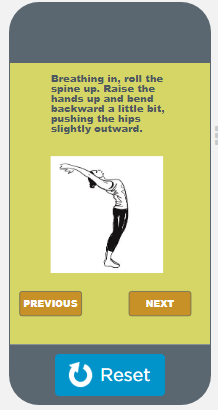 Breathing in, roll the
spine up. Raise the
hands up and bend
backward a little bit,
pushing the hips
slightly outward.
PREVIOUS
NEXT
Reset